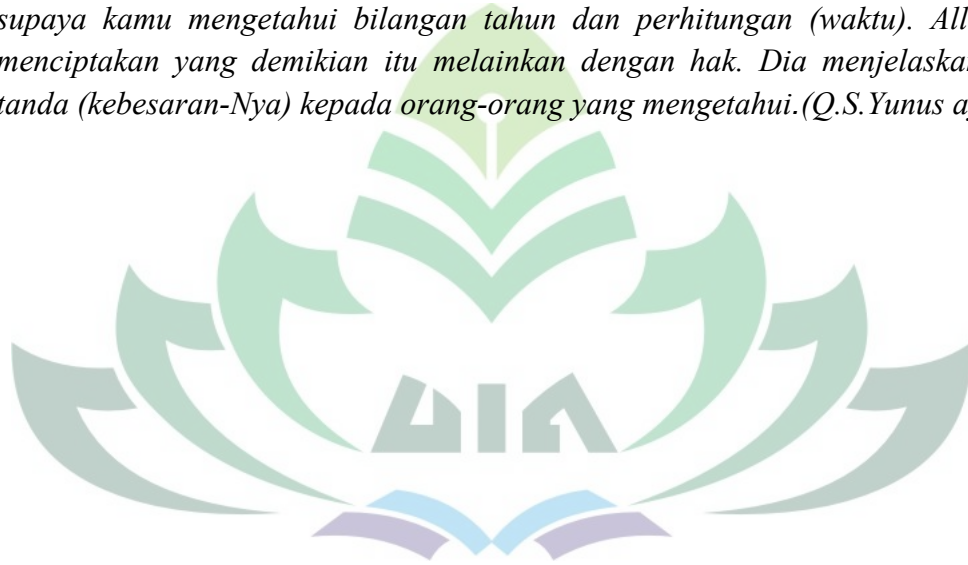 supaya kamu mengetahui bilangan tahun dan perhitungan (waktu). All
menciptakan yang demikian itu melainkan dengan hak. Dia menjelaskan
tanda (kebesaran-Nya) kepada orang-orang yang mengetahui.(Q.S.Yunus a
UIN